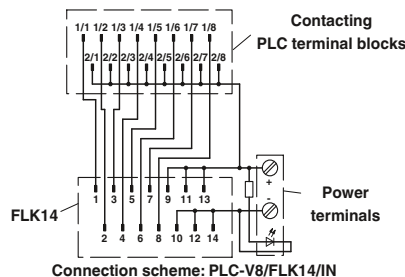 Contacting
PLC terminal blocks
1/1 1/2 1/3 1/4 1/5 1/6 1/7 1/8
2/1 2/2 2/3 2/4 2/5 2/6 2/7 2/8
1 3 5 7 9 11 13
+
-
Power
terminals
FLK14
2 4 6 8 10 12 14
Connection scheme: PLC-V8/FLK14/IN